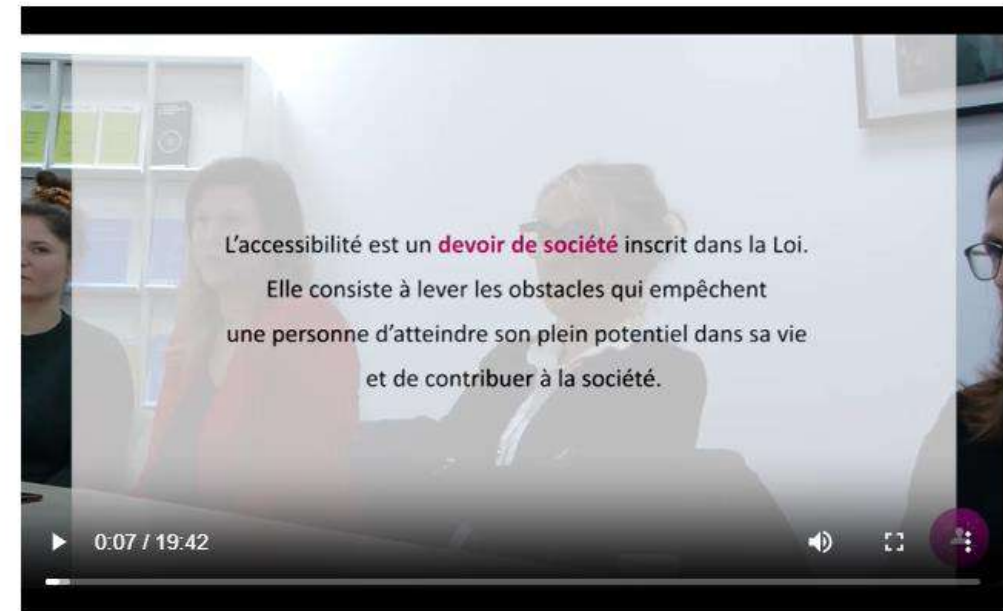 L'accessibilité est un devoir de société inscrit dans la Loi.
Elle consiste à lever les obstacles qui empêchent
une personne d'atteindre son plein potentiel dans sa vie
et de contribuer à la société.
0:07 / 19:42